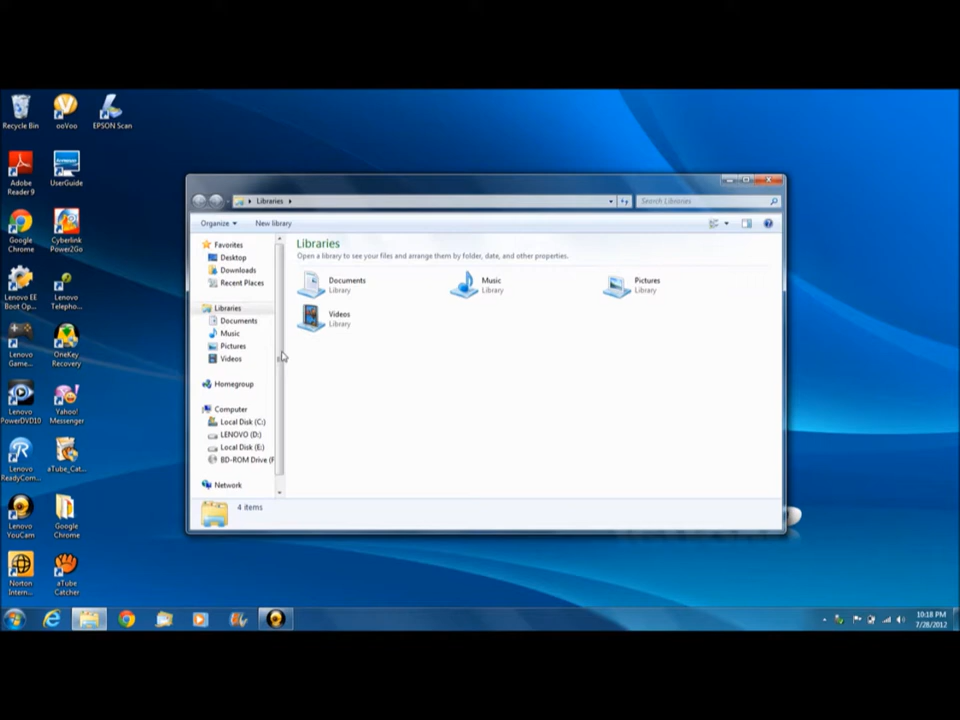 Recycle Bin
ooVoo
EPSON Scan
Adobe
Reader 9
UserGuide
Google
Chrome
Cyberlink
Power2Go
Lenovo EE
Boot Op...
Lenovo
Telepho...
Lenovo
Game...
OneKey
Recovery
Lenovo
PowerDVD10
Yahoo!
Messenger
Lenovo
ReadyCom...
aTube_Cat...
Lenovo
YouCam
Google
Chrome
Norton
Intern...
aTube
Catcher
Libraries
Search Libraries
Organize
New library
Favorites
Desktop
Downloads
Recent Places
Libraries
Documents
Music
Pictures
Videos
Homegroup
Computer
Local Disk (C:)
LENOVO (D:)
Local Disk (E:)
BD-ROM Drive (F
Network
Libraries
Open a library to see your files and arrange them by folder, date, and other properties.
Documents
Library
Music
Library
Pictures
Library
Videos
Library
4 items
10:18 PM
7/28/2012